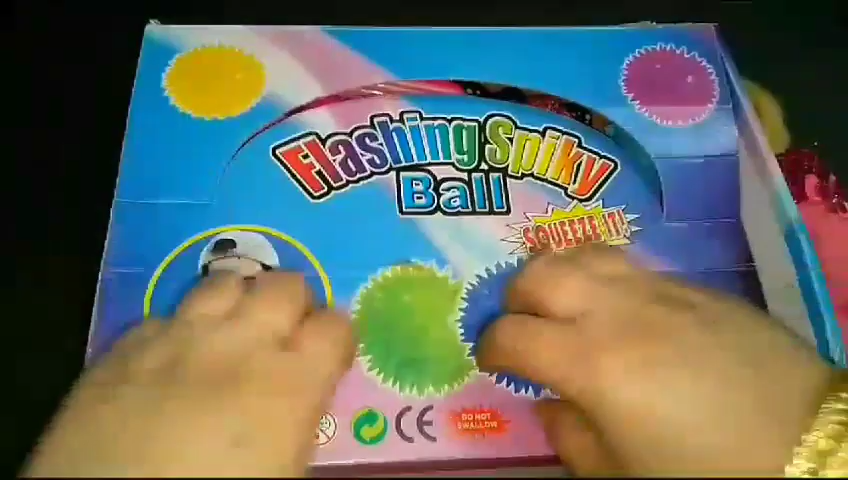 Flashing Spiky
Ball
SQUEEZE IT!
CE
DO NOT
SWALLOW